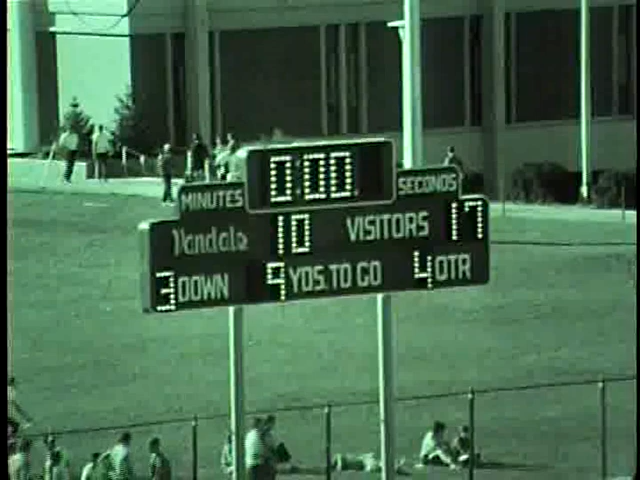 0:00
MINUTES SECONDS
Vandals 10 VISITORS 17
3 DOWN 9 YDS. TO GO 4 QTR